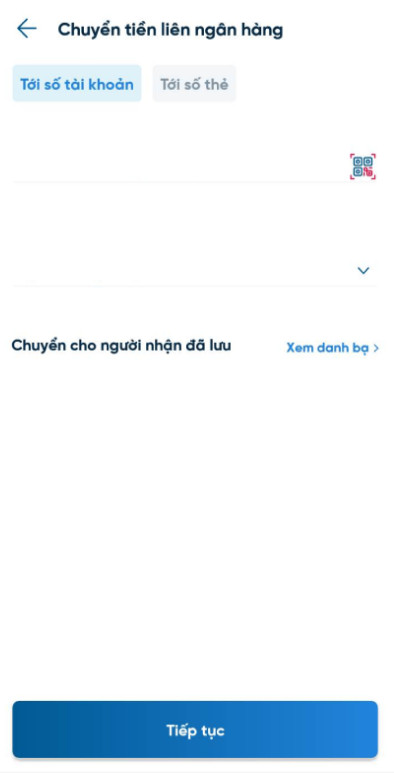 Chuyển tiền liên ngân hàng
Tới số tài khoản
Tới số thẻ
Chuyển cho người nhận đã lưu
Xem danh bạ
Tiếp tục